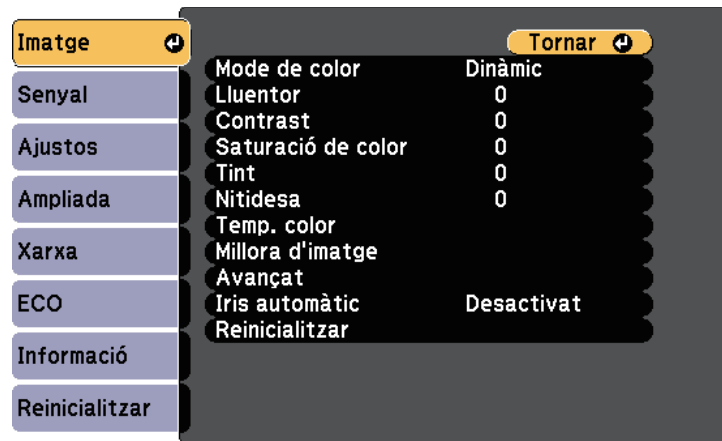 Imatge
Senyal
Ajustos
Ampliada
Xarxa
ECO
Informació
Reinicialitzar
Tornar
Mode de color Dinàmic
Lluentor 0
Contrast 0
Saturació de color 0
Tint 0
Nitidesa 0
Temp. color
Millora d'imatge
Avançat
Iris automàtic Desactivat
Reinicialitzar